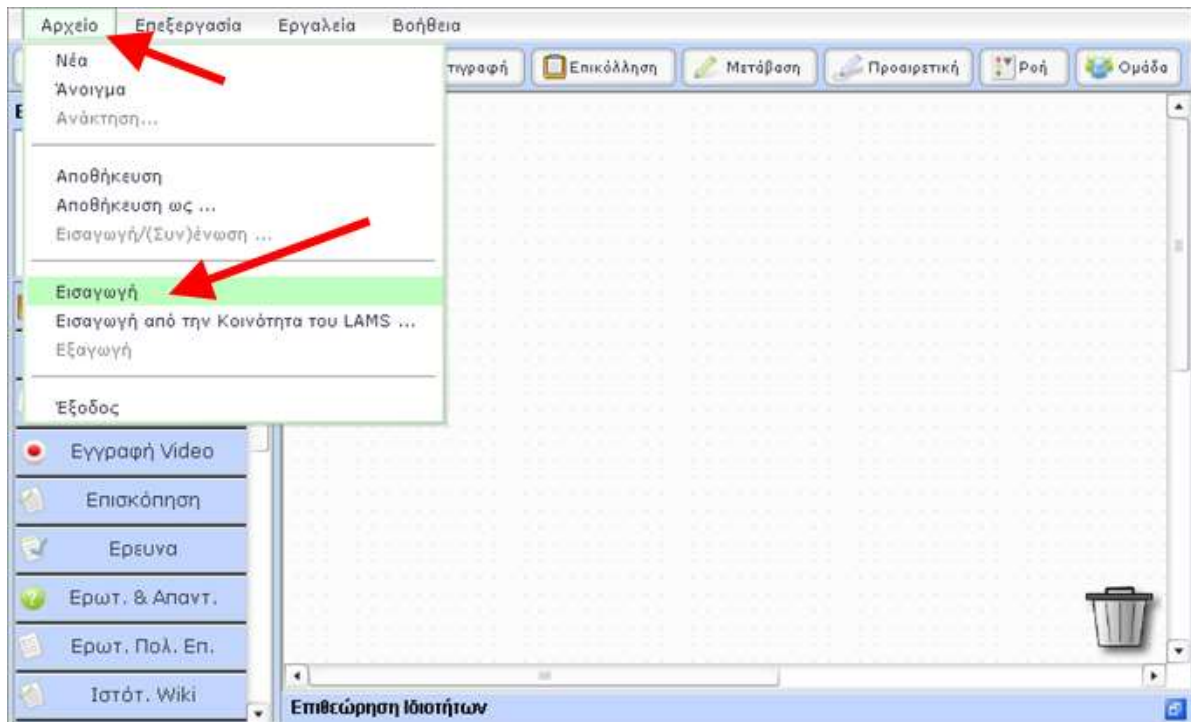 Αρχείο Επεξεργασία Εργαλεία Βοήθεια
τιγραφή Επικόλληση Μετάβαση Προαιρετική Ροή Ομάδα
Νέα
Άνοιγμα
Ανάκτηση...
Αποθήκευση
Αποθήκευση ως ...
Εισαγωγή/(Συν)ένωση ...
Εισαγωγή
Εισαγωγή από την Κοινότητα του LAMS ...
Εξαγωγή
Έξοδος
Εγγραφή Video
Επισκόπηση
Ερευνα
Ερωτ. & Απαντ.
Ερωτ. Πολ. Επ.
Ιστότ. Wiki
Επιθεώρηση Ιδιοτήτων